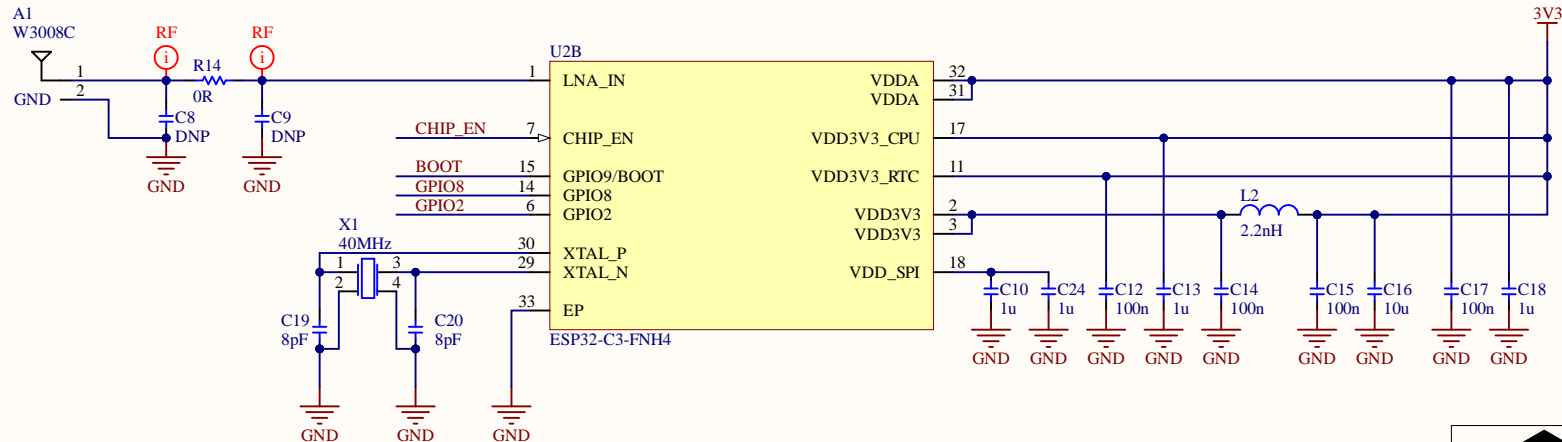 A1
W3008C
1
2
GND
RF
i
R14
0R
RF
i
C8
DNP
C9
DNP
GND
GND
U2B
1 LNA_IN
CHIP_EN 7 CHIP_EN
BOOT 15 GPIO9/BOOT
GPIO8 14 GPIO8
GPIO2 6 GPIO2
30 XTAL_P
29 XTAL_N
33 EP
VDDA 32
VDDA 31
VDD3V3_CPU 17
VDD3V3_RTC 11
VDD3V3 2
VDD3V3 3
VDD_SPI 18
ESP32-C3-FNH4
X1
40MHz
1
2
3
4
C19
8pF
C20
8pF
GND
GND
GND
3V3
L2
2.2nH
C10
1u
C24
1u
C12
100n
C13
1u
C14
100n
C15
100n
C16
10u
C17
100n
C18
1u
GND
GND
GND
GND
GND
GND
GND
GND
GND